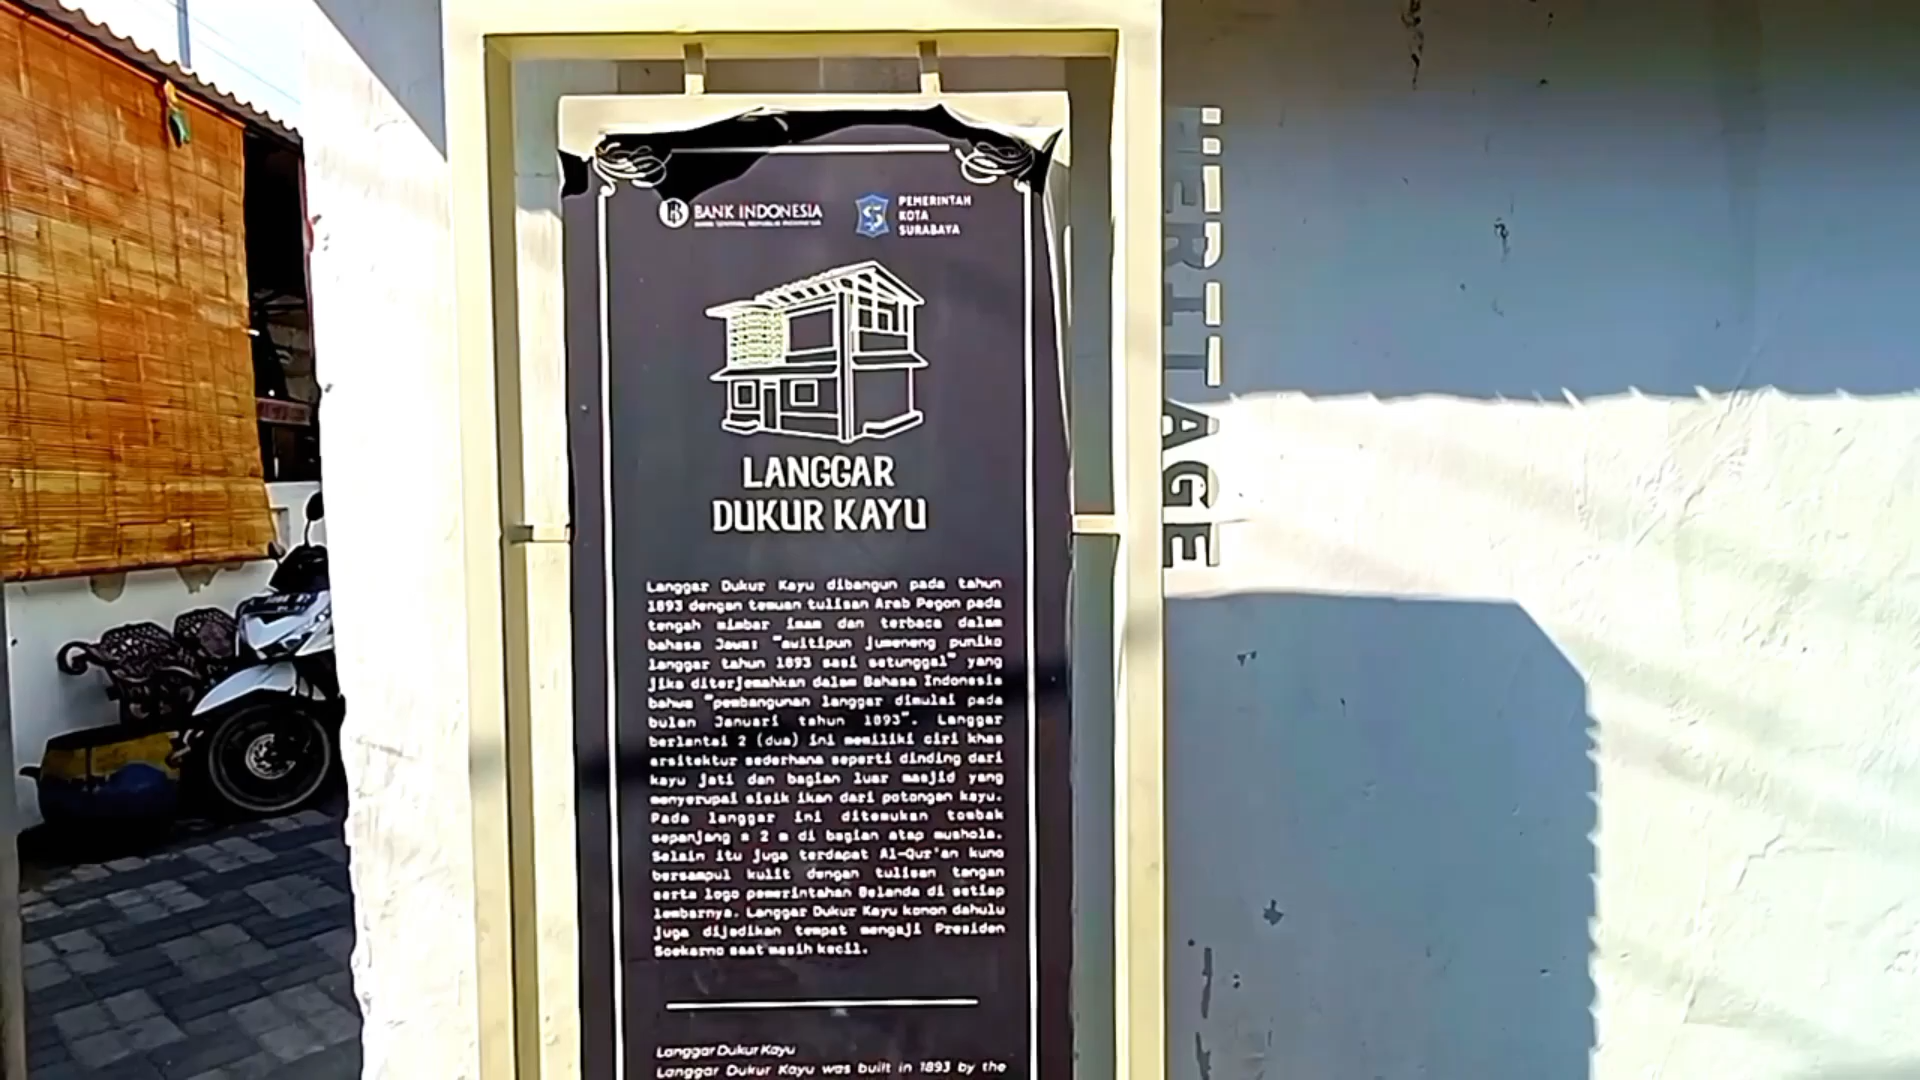 BANK INDONESIA
PEMERINTAH
KOTA
SURABAYA
LANGGAR
DUKUR KAYU
Langgar Dukur Kayu dibangun pada tahun
1893 dengan temuan tulisan Arab Pegon pada
tengah mimbar imam dan terbaca dalam
bahasa Jawa: "awitipun jumeneng puniko
langgar tahun 1893 sasi setunggal" yang
jika diterjemahkan dalam Bahasa Indonesia
bahwa "pembangunan langgar dimulai pada
bulan Januari tahun 1893". Langgar
berlantai 2 (dua) ini memiliki ciri khas
arsitektur sederhana seperti dinding dari
kayu jati dan bagian luar masjid yang
menyerupai sisik ikan dari potongan kayu.
Pada langgar ini ditemukan tombak
sepanjang ± 2 m di bagian atap mushola.
Selain itu juga terdapat Al-Qur'an kuno
bersampul kulit dengan tulisan tangan
serta logo pemerintahan Belanda di setiap
lembarnya. Langgar Dukur Kayu konon dahulu
juga dijadikan tempat mengaji Presiden
Soekarno saat masih kecil.
Langgar Dukur Kayu
Langgar Dukur Kayu was built in 1893 by the
HERITAGE